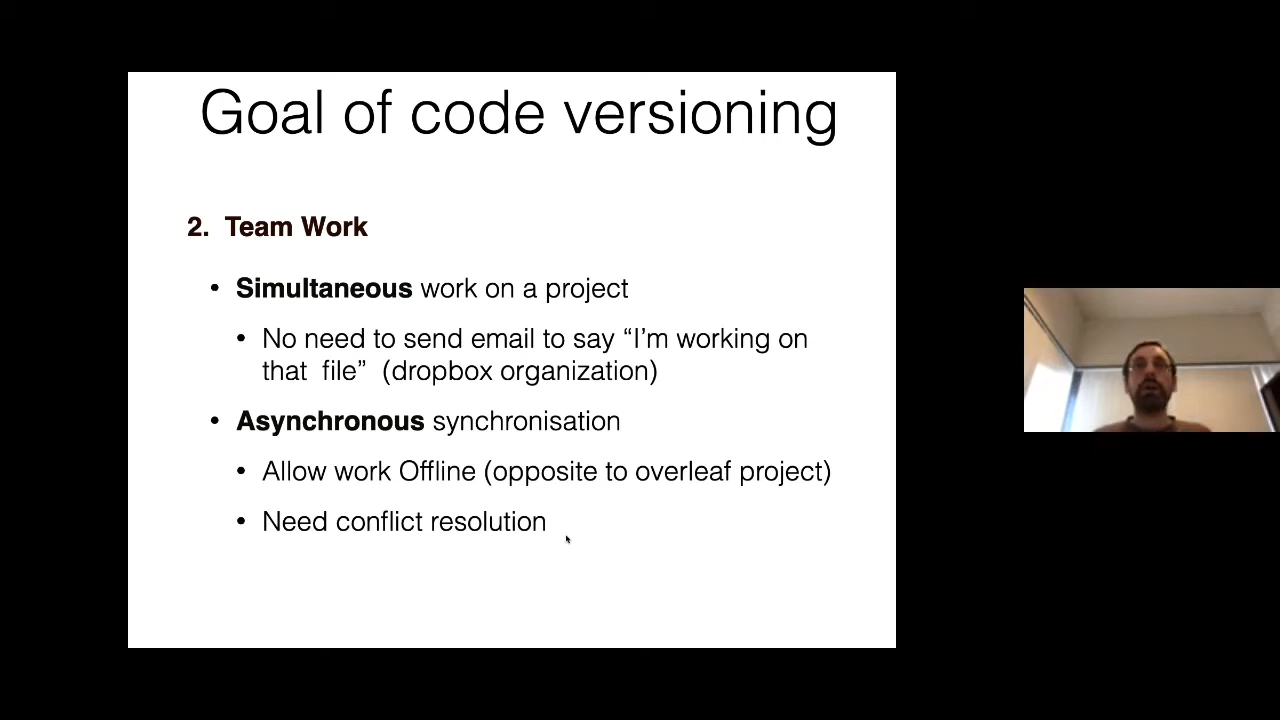 Goal of code versioning
2. Team Work
• Simultaneous work on a project
• No need to send email to say “I’m working on
that file” (dropbox organization)
• Asynchronous synchronisation
• Allow work Offline (opposite to overleaf project)
• Need conflict resolution